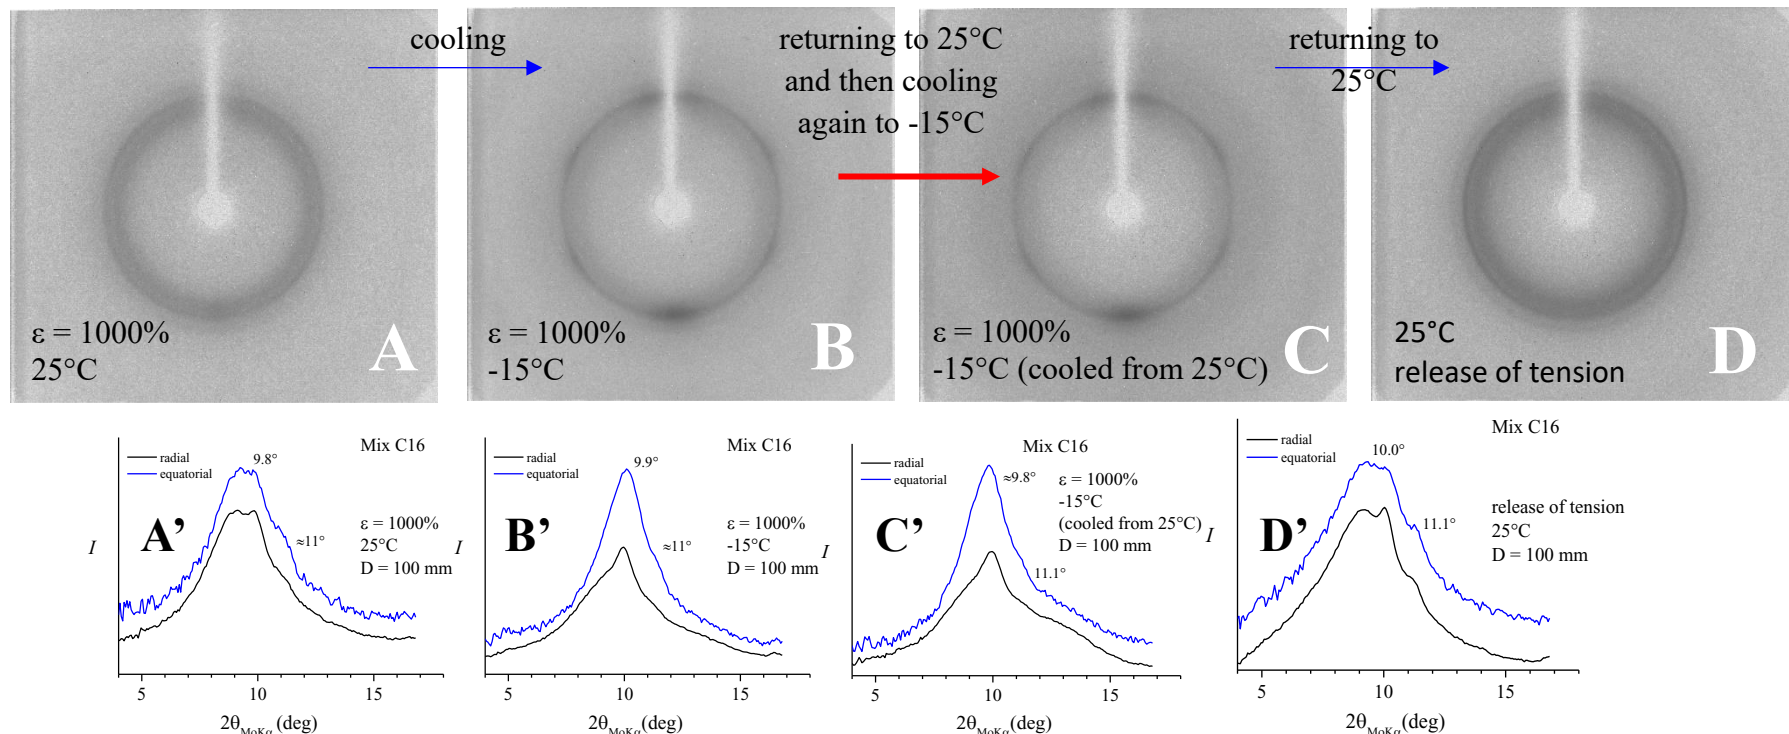 cooling
returning to 25°C
and then cooling
again to -15°C
returning to
25°C
ε = 1000%
25°C
A
ε = 1000%
-15°C
B
ε = 1000%
-15°C (cooled from 25°C)
C
25°C
release of tension
D
radial
equatorial
Mix C16
9.8°
A’
≈11°
ε = 1000%
25°C
D = 100 mm
I
5
10
15
2θMoKα(deg)
radial
equatorial
Mix C16
9.9°
B’
≈11°
ε = 1000%
-15°C
D = 100 mm
I
5
10
15
2θMoKα(deg)
radial
equatorial
Mix C16
≈9.8°
C’
11.1°
ε = 1000%
-15°C
(cooled from 25°C)
D = 100 mm
I
5
10
15
2θMoKα(deg)
radial
equatorial
Mix C16
10.0°
D’
11.1°
release of tension
25°C
D = 100 mm
I
5
10
15
2θMoKα(deg)